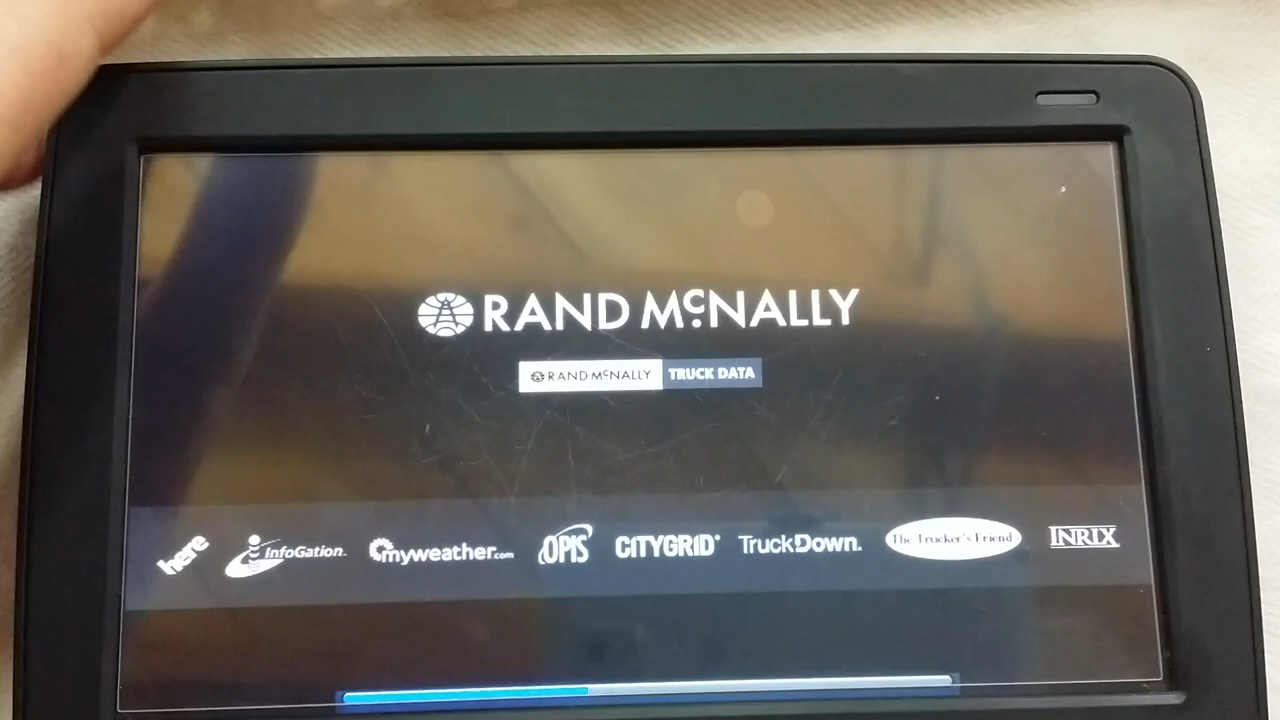 RAND McNALLY
RAND McNALLY TRUCK DATA
here InfoGation myweather.com OPIS CITYGRID TruckDown. The Trucker's Friend INRIX